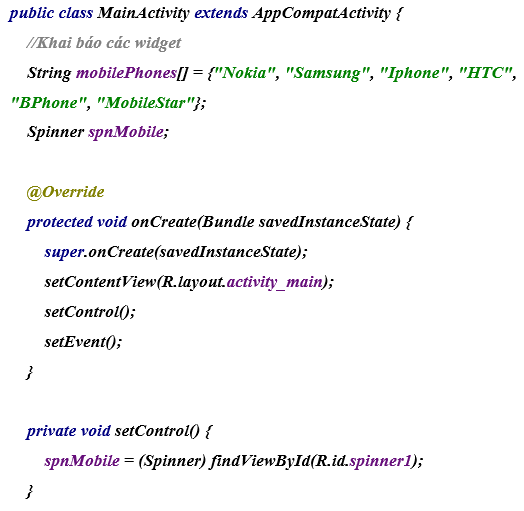 public class MainActivity extends AppCompatActivity {
//Khai báo các widget
String mobilePhones[] = {"Nokia", "Samsung", "Iphone", "HTC",
"BPhone", "MobileStar"};
Spinner spnMobile;
@Override
protected void onCreate(Bundle savedInstanceState) {
super.onCreate(savedInstanceState);
setContentView(R.layout.activity_main);
setControl();
setEvent();
}
private void setControl() {
spnMobile = (Spinner) findViewById(R.id.spinner1);
}